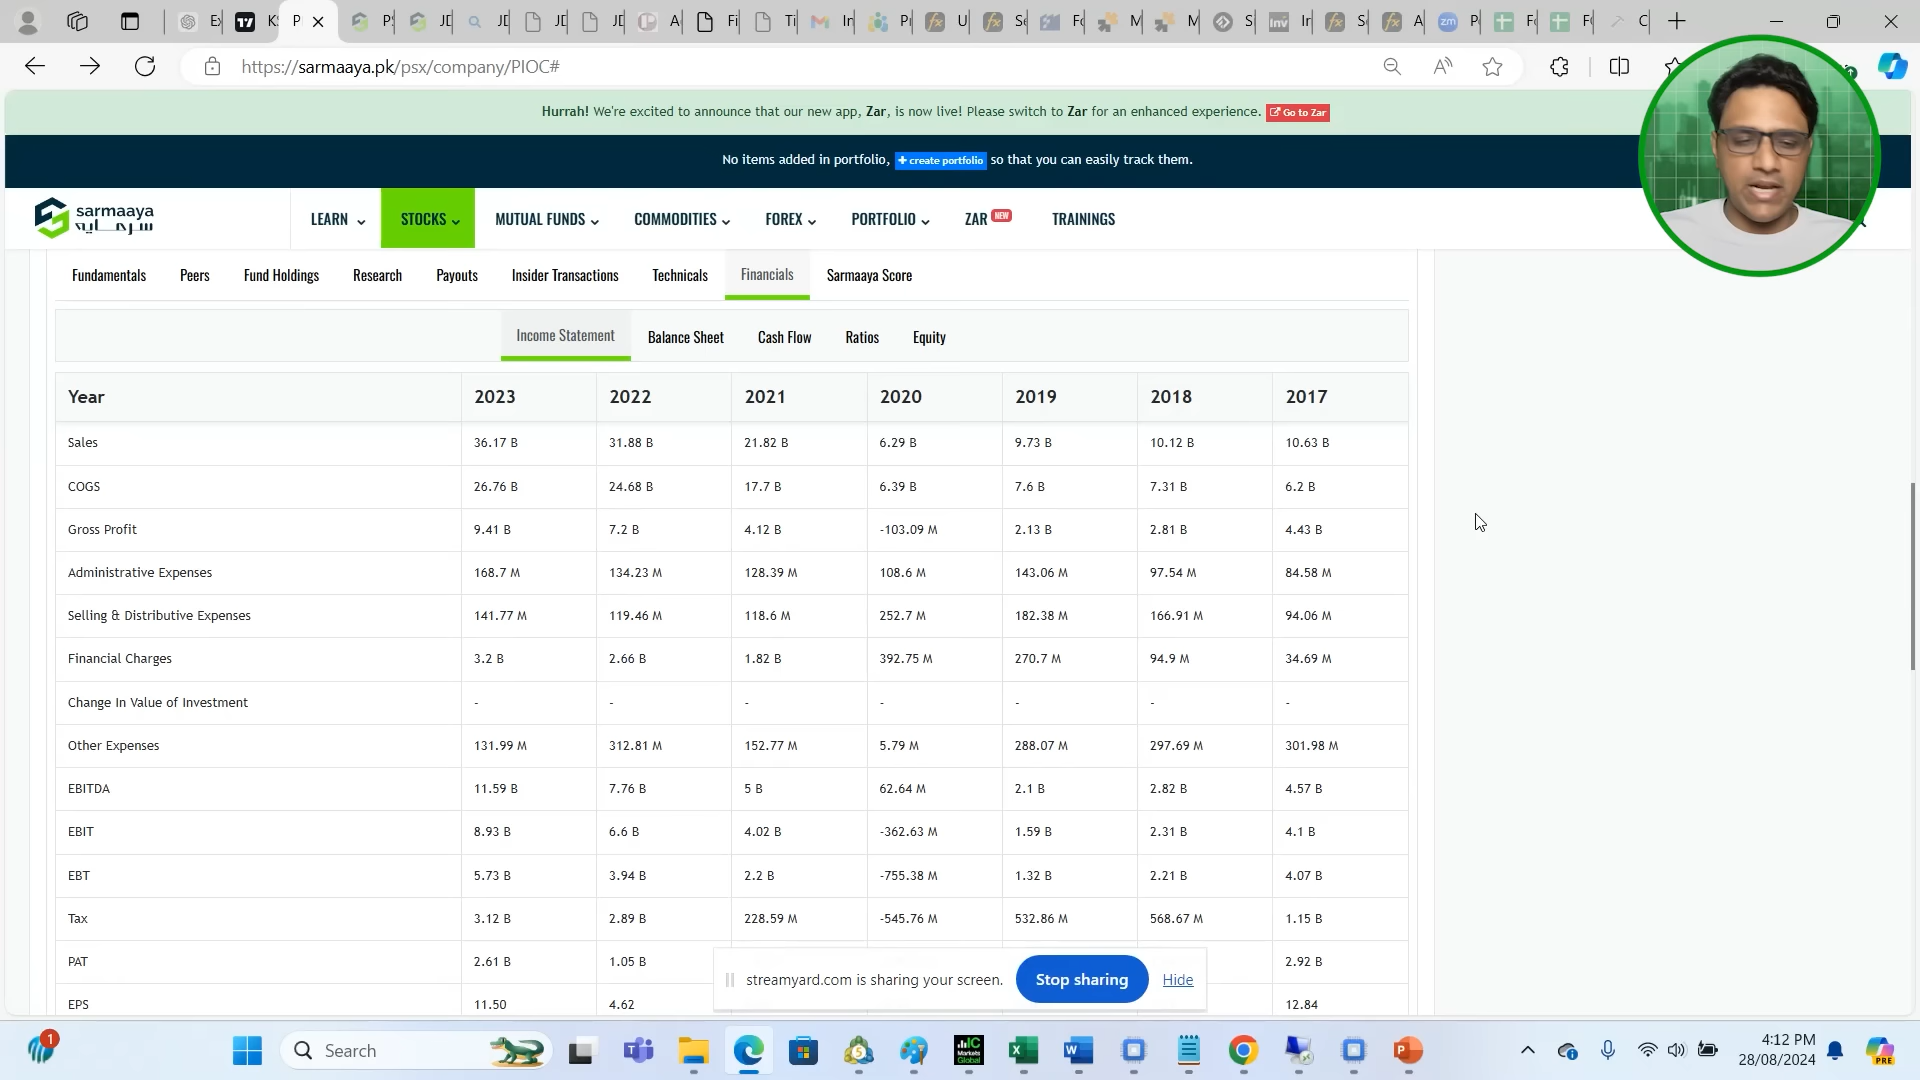 https://sarmaaya.pk/psx/company/PIOC#
Hurrah! We're excited to announce that our new app, Zar, is now live! Please switch to Zar for an enhanced experience. Go to Zar
No items added in portfolio, + create portfolio so that you can easily track them.
sarmaaya
سرمایہ
LEARN STOCKS MUTUAL FUNDS COMMODITIES FOREX PORTFOLIO ZAR NEW TRAININGS
Fundamentals Peers Fund Holdings Research Payouts Insider Transactions Technicals Financials Sarmaaya Score
Income Statement Balance Sheet Cash Flow Ratios Equity
Year 2023 2022 2021 2020 2019 2018 2017
Sales 36.17 B 31.88 B 21.82 B 6.29 B 9.73 B 10.12 B 10.63 B
COGS 26.76 B 24.68 B 17.7 B 6.39 B 7.6 B 7.31 B 6.2 B
Gross Profit 9.41 B 7.2 B 4.12 B -103.09 M 2.13 B 2.81 B 4.43 B
Administrative Expenses 168.7 M 134.23 M 128.39 M 108.6 M 143.06 M 97.54 M 84.58 M
Selling & Distributive Expenses 141.77 M 119.46 M 118.6 M 252.7 M 182.38 M 166.91 M 94.06 M
Financial Charges 3.2 B 2.66 B 1.82 B 392.75 M 270.7 M 94.9 M 34.69 M
Change In Value of Investment - - - - - - -
Other Expenses 131.99 M 312.81 M 152.77 M 5.79 M 288.07 M 297.69 M 301.98 M
EBITDA 11.59 B 7.76 B 5 B 62.64 M 2.1 B 2.82 B 4.57 B
EBIT 8.93 B 6.6 B 4.02 B -362.63 M 1.59 B 2.31 B 4.1 B
EBT 5.73 B 3.94 B 2.2 B -755.38 M 1.32 B 2.21 B 4.07 B
Tax 3.12 B 2.89 B 228.59 M -545.76 M 532.86 M 568.67 M 1.15 B
PAT 2.61 B 1.05 B 2.92 B
EPS 11.50 4.62 12.84
streamyard.com is sharing your screen. Stop sharing Hide
1
Search
4:12 PM
28/08/2024